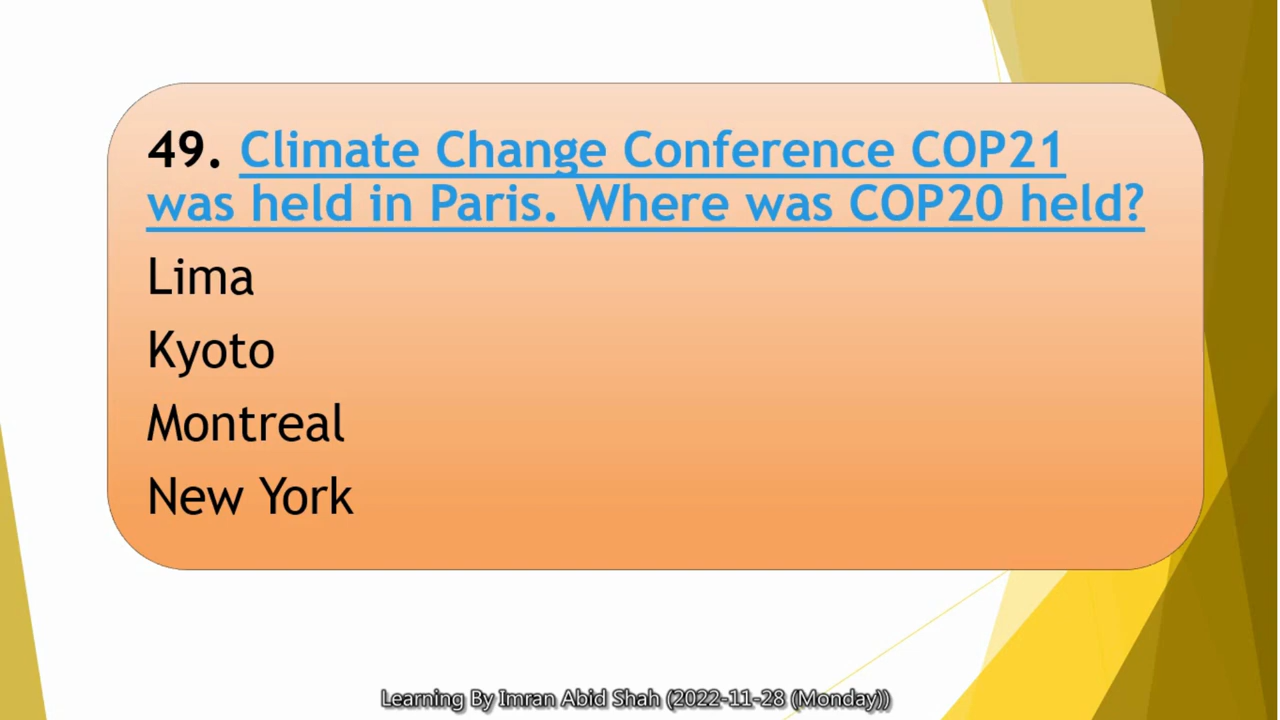 49. Climate Change Conference COP21
was held in Paris. Where was COP20 held?
Lima
Kyoto
Montreal
New York
Learning By Imran Abid Shah (2022-11-28 (Monday))